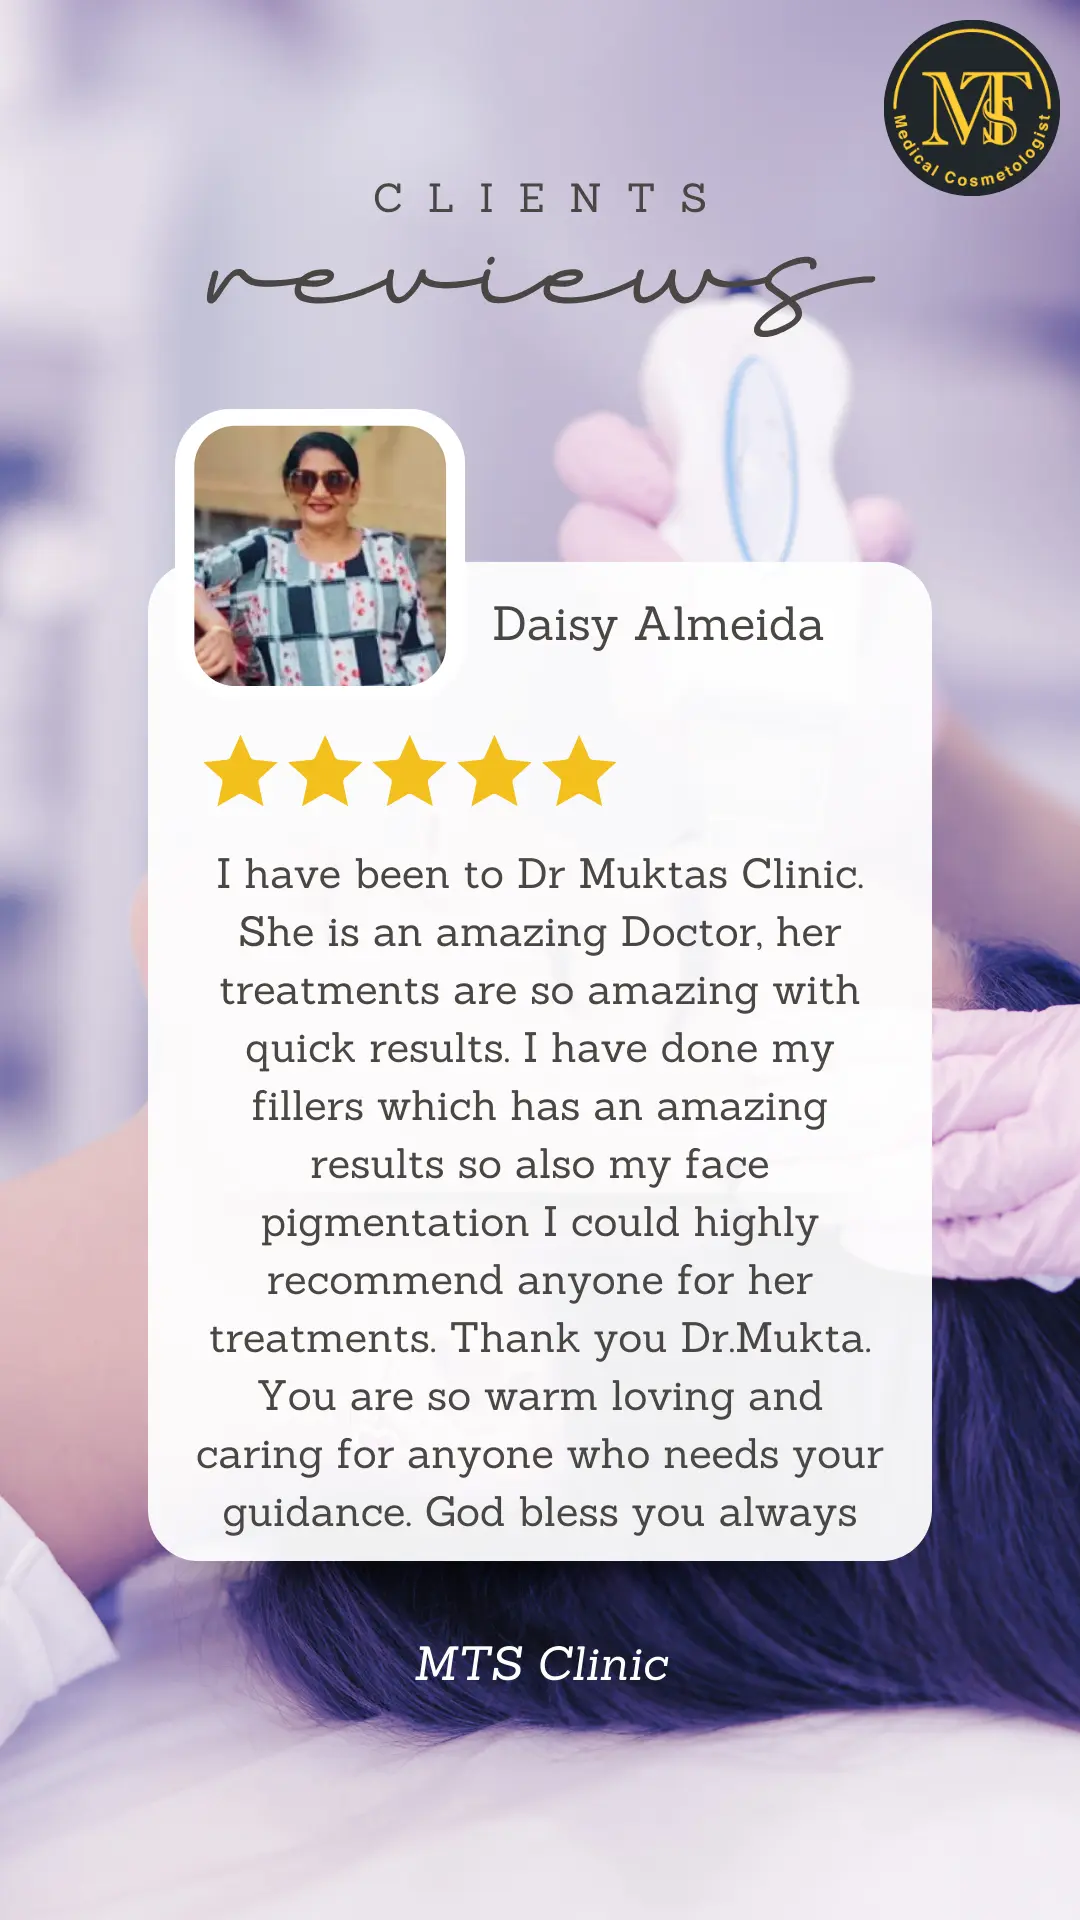 MTS
Medical Cosmetologist
CLIENTS
reviews
Daisy Almeida
I have been to Dr Muktas Clinic.
She is an amazing Doctor, her
treatments are so amazing with
quick results. I have done my
fillers which has an amazing
results so also my face
pigmentation I could highly
recommend anyone for her
treatments. Thank you Dr.Mukta.
You are so warm loving and
caring for anyone who needs your
guidance. God bless you always
MTS Clinic